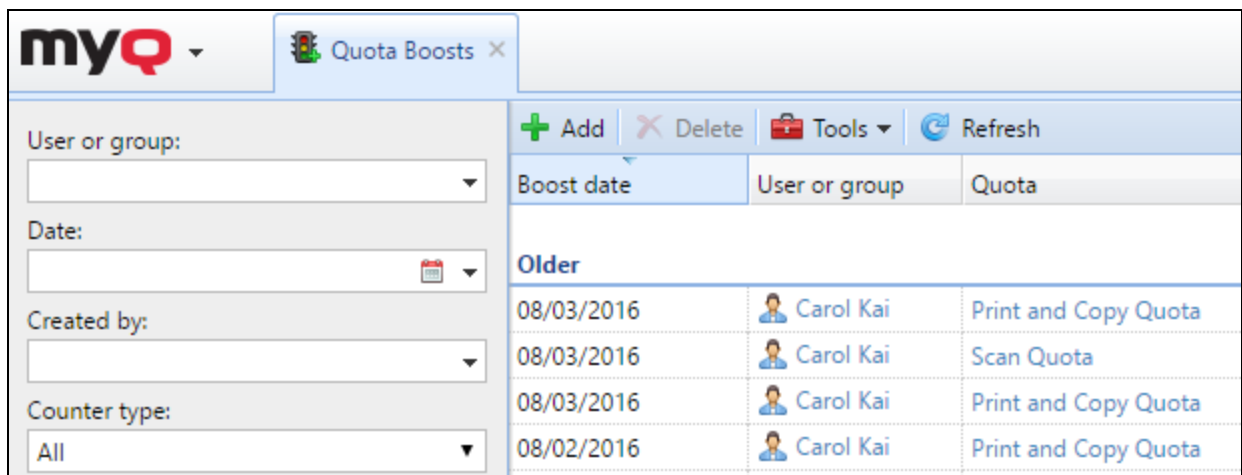 myQ
Quota Boosts
User or group:
Date:
Created by:
Counter type:
All
Add Delete Tools Refresh
Boost date User or group Quota
Older
08/03/2016 Carol Kai Print and Copy Quota
08/03/2016 Carol Kai Scan Quota
08/03/2016 Carol Kai Print and Copy Quota
08/02/2016 Carol Kai Print and Copy Quota